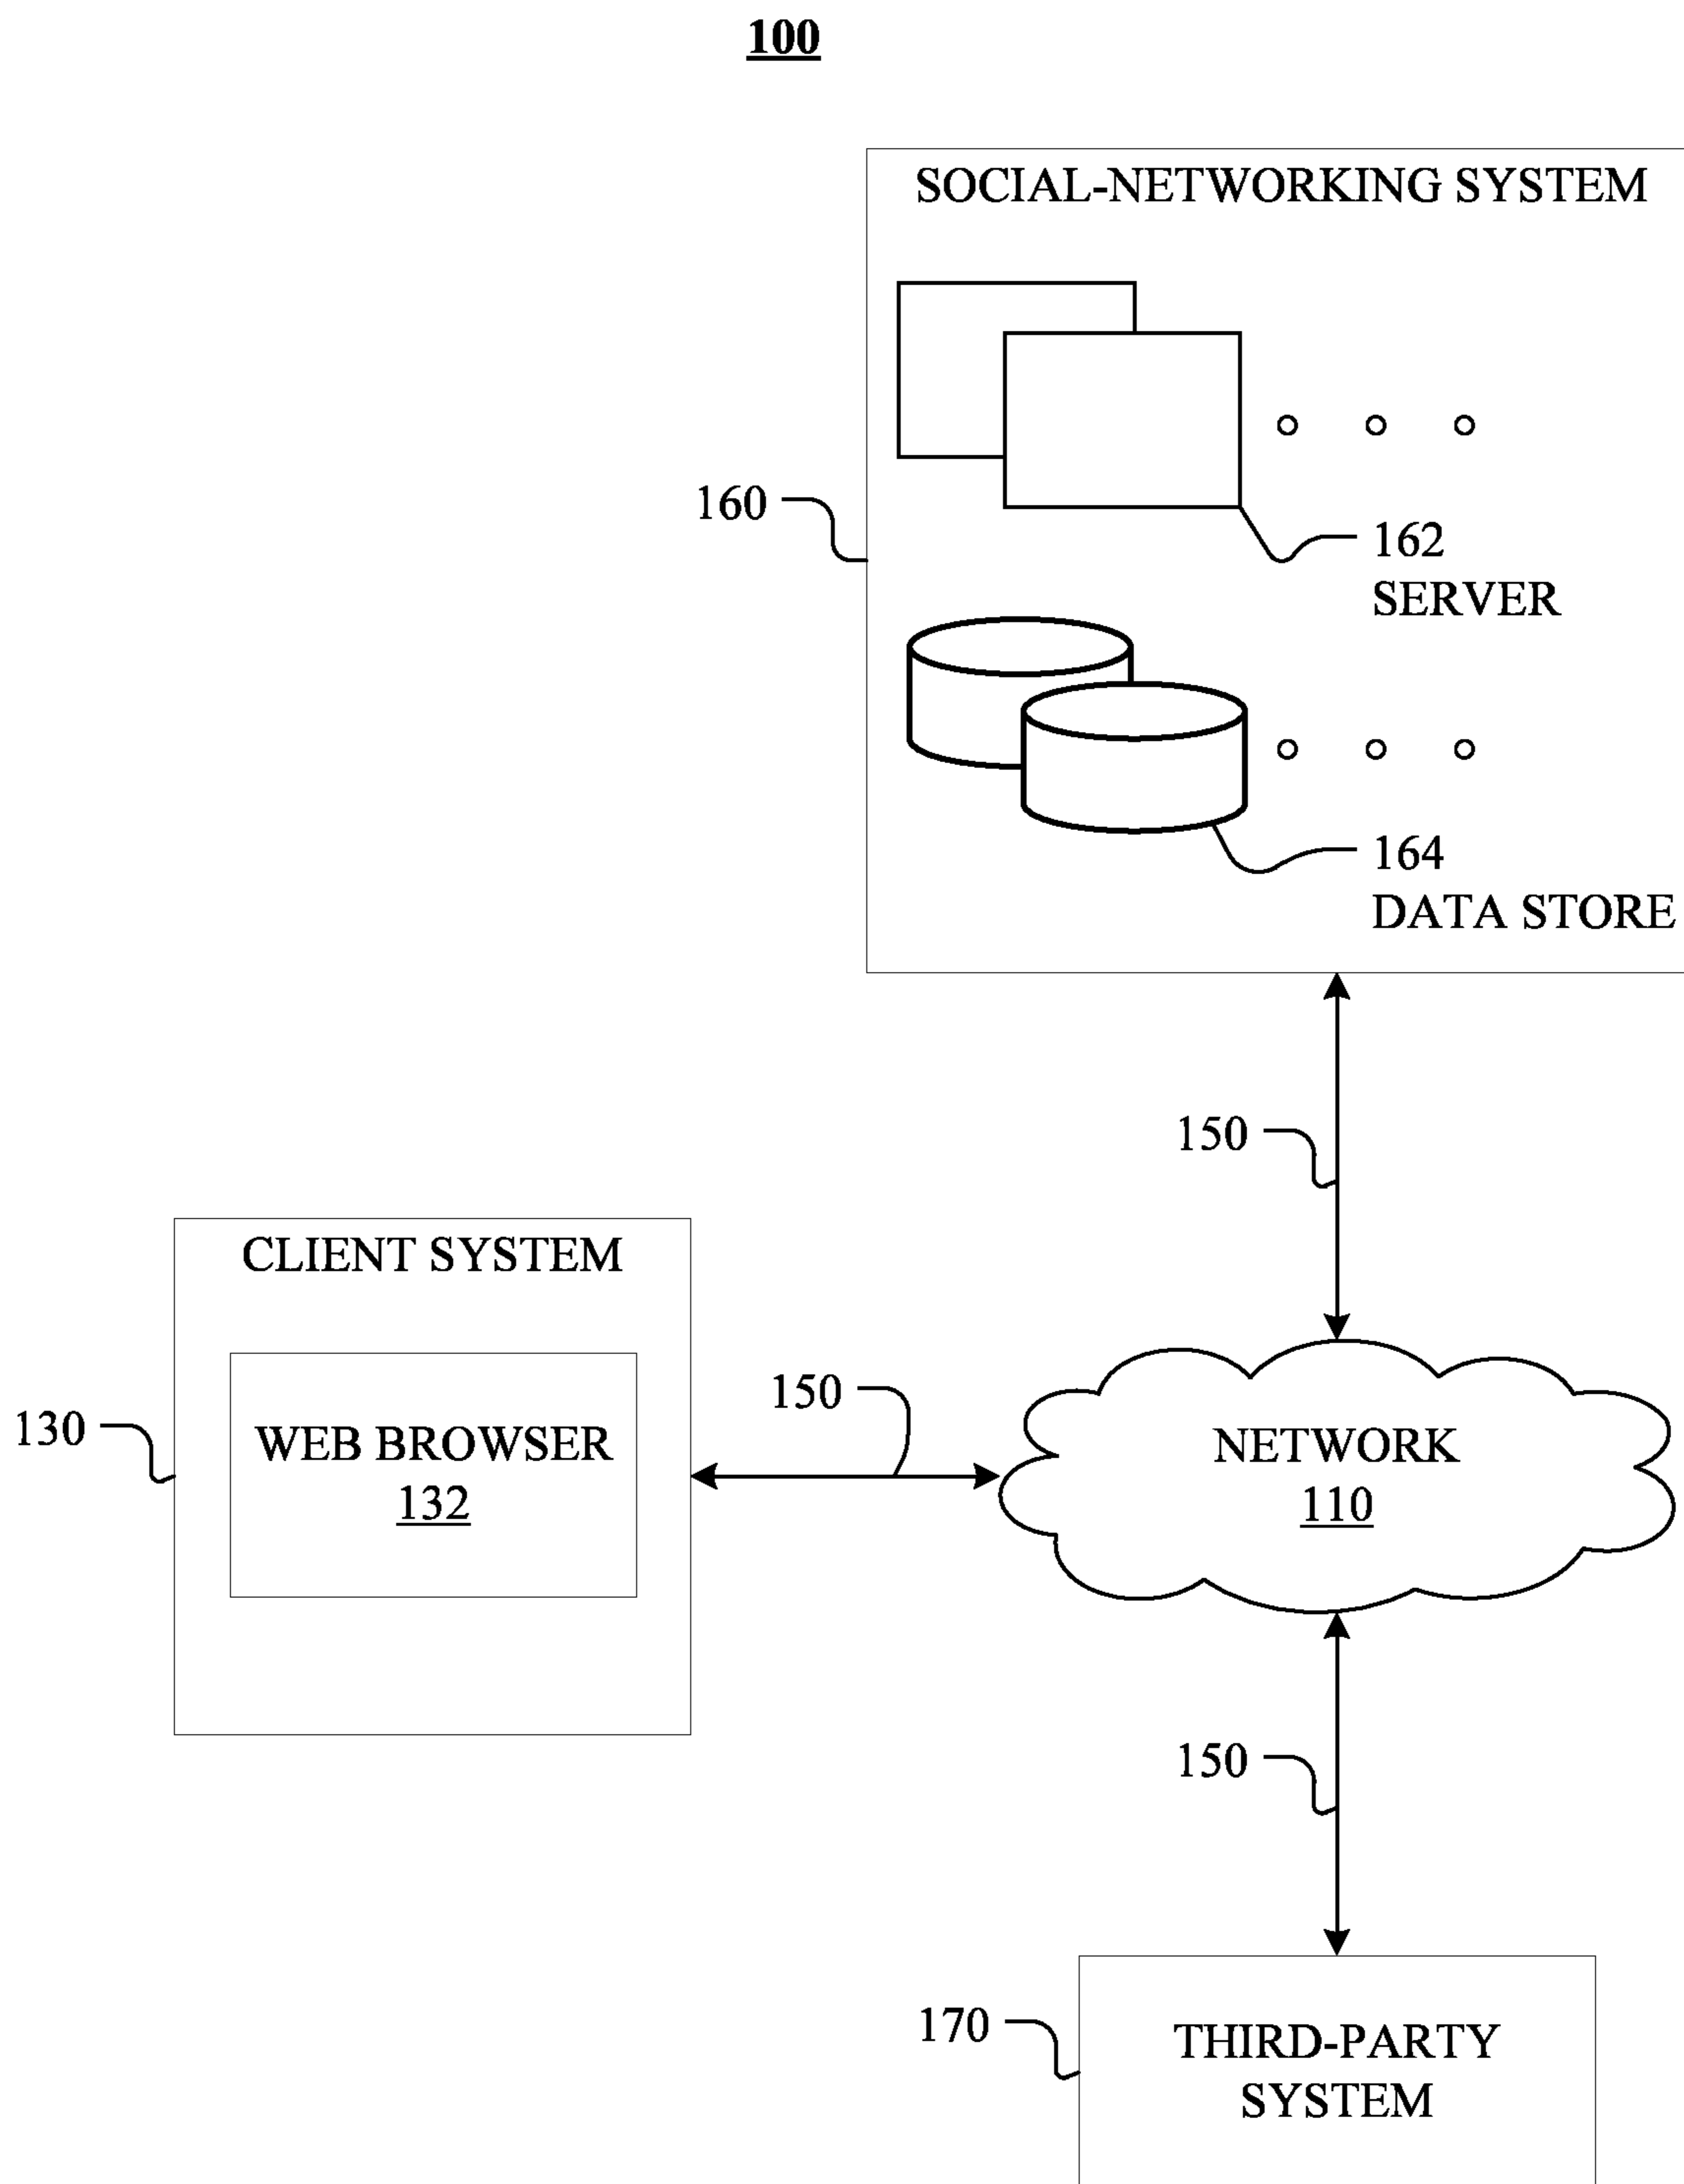 100
SOCIAL-NETWORKING SYSTEM
160
162
SERVER
164
DATA STORE
150
CLIENT SYSTEM
130
WEB BROWSER
132
150
NETWORK
110
150
170
THIRD-PARTY
SYSTEM